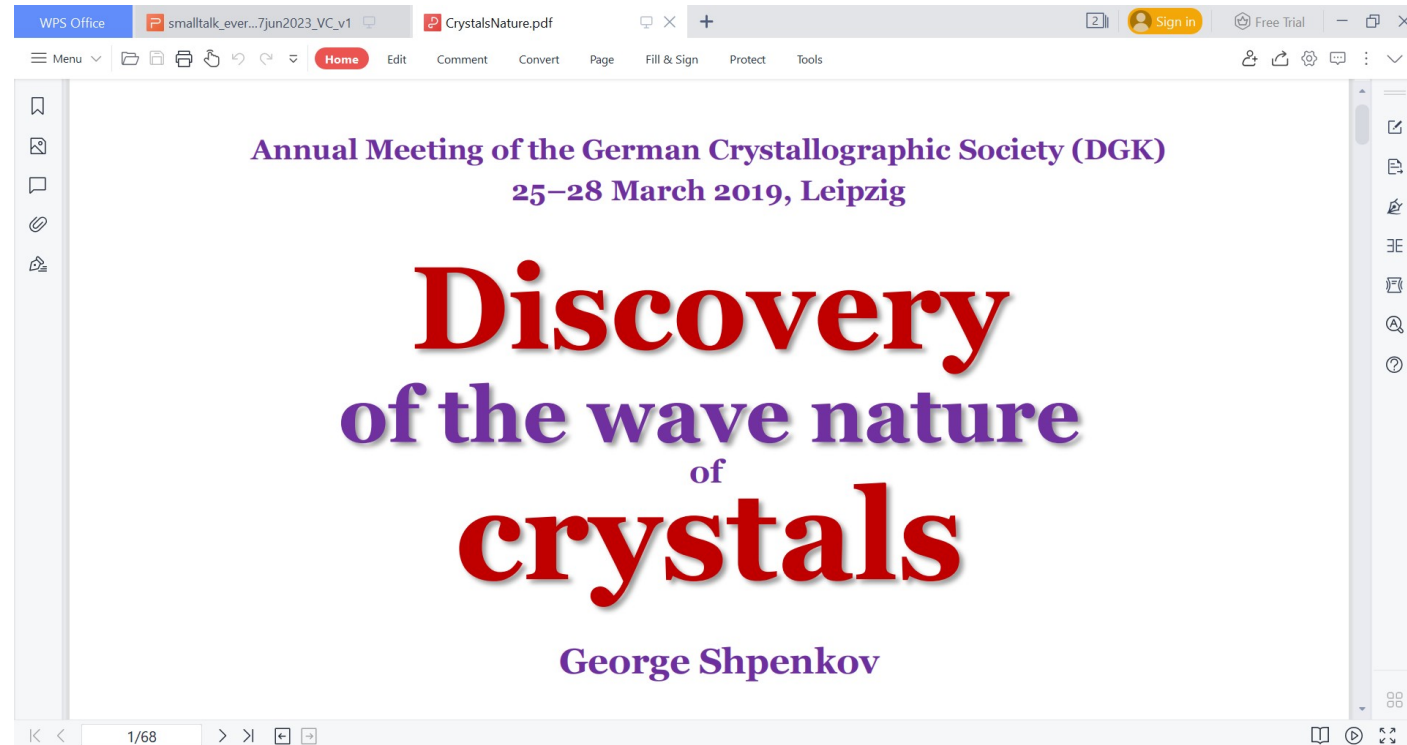 WPS Office
smalltalk_ever...7jun2023_VC_v1
CrystalsNature.pdf
2
Sign in
Free Trial
Menu
Home
Edit
Comment
Convert
Page
Fill & Sign
Protect
Tools
Annual Meeting of the German Crystallographic Society (DGK)
25–28 March 2019, Leipzig
Discovery
of the wave nature
of
crystals
George Shpenkov
1/68